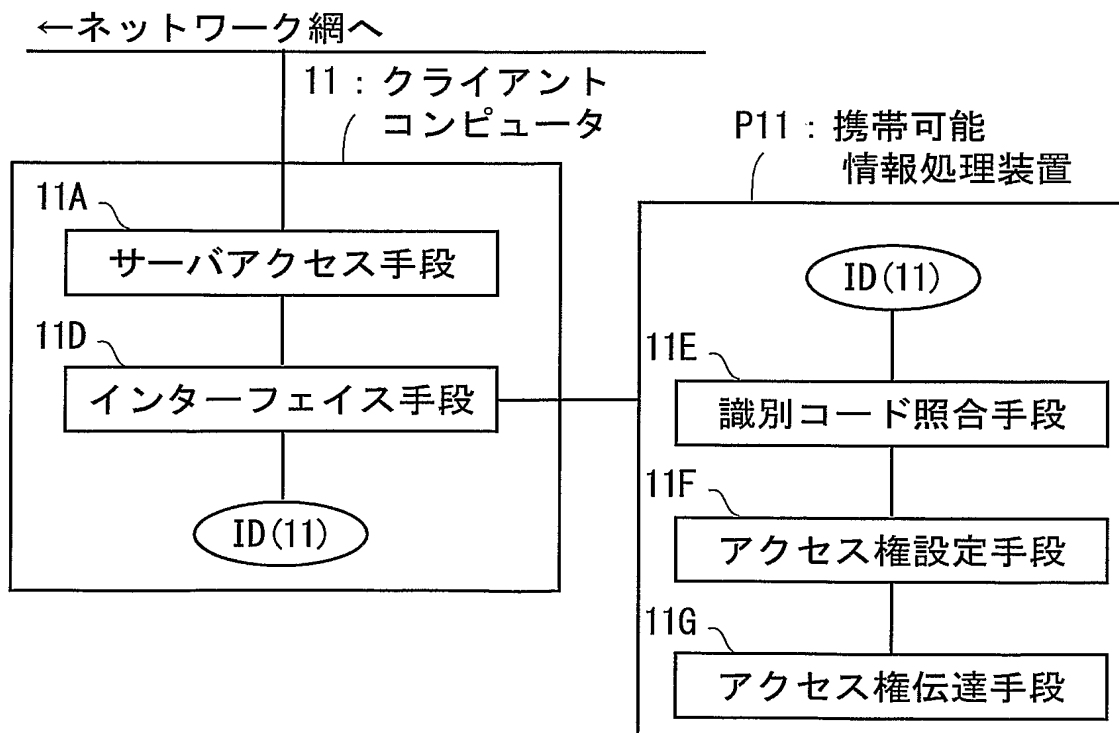 ←ネットワーク網へ
11：クライアント
コンピュータ
P11：携帯可能
情報処理装置
11A
サーバアクセス手段
11D
インターフェイス手段
ID(11)
ID(11)
11E
識別コード照合手段
11F
アクセス権設定手段
11G
アクセス権伝達手段